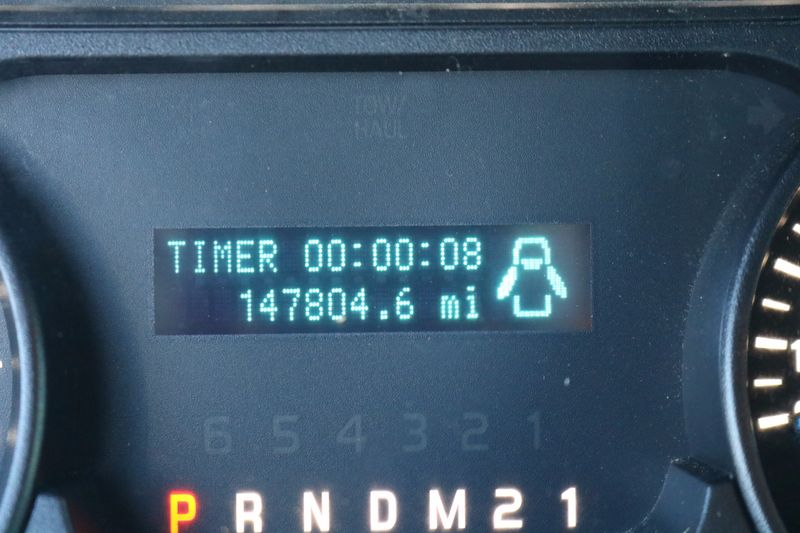 TOW/
HAUL
TIMER 00:00:08
147804.6 mi
6 5 4 3 2 1
P R N D M 2 1